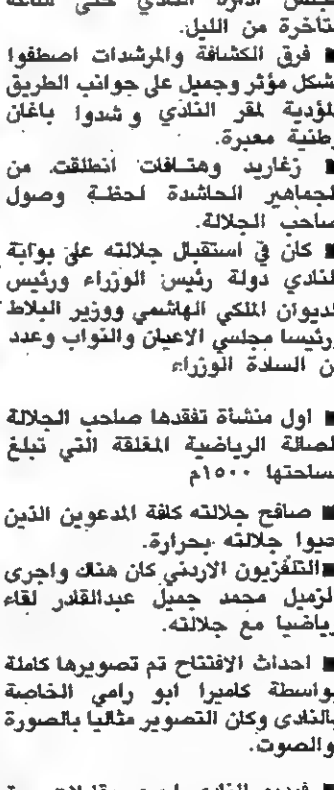 مجلس ادارة النادي حتى ساعة
متأخرة من الليل.
■ فرق الكشافة والمرشدات اصطفوا
بشكل مؤثر وجميل على جوانب الطريق
المؤدية لمقر النادي و شدوا باغان
وطنية معبرة.
■ زغاريد وهتافات انطلقت من
الجماهير الحاشدة لحظة وصول
صاحب الجلالة.
■ كان في استقبال جلالته على بوابة
النادي دولة رئيس الوزراء ورئيس
الديوان الملكي الهاشمي ووزير البلاط
ورئيسا مجلسي الاعيان والنواب وعدد
من السادة الوزراء
■ اول منشأة تفقدها صاحب الجلالة
الصالة الرياضية المغلقة التي تبلغ
مساحتها ١٥٠٠م
■ صافح جلالته كافة المدعوين الذين
حيوا جلالته بحرارة.
■ التلفزيون الاردني كان هناك واجرى
الزميل محمد جميل عبدالقادر لقاء
رياضيا مع جلالته.
■ احداث الافتتاح تم تصويرها كاملة
بواسطة كاميرا ابو رامي الخاصة
بالنادي وكان التصوير مثاليا بالصورة
والصوت.